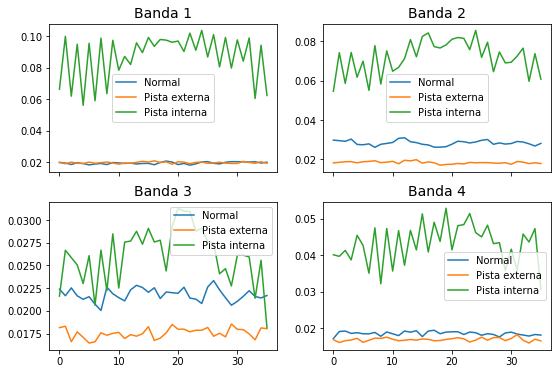 Banda 1
0.10
0.08
0.06
0.04
0.02
Normal
Pista externa
Pista interna
Banda 2
0.08
0.06
0.04
0.02
Normal
Pista externa
Pista interna
Banda 3
0.0300
0.0275
0.0250
0.0225
0.0200
0.0175
0
10
20
30
Normal
Pista externa
Pista interna
Banda 4
0.05
0.04
0.03
0.02
0
10
20
30
Normal
Pista externa
Pista interna